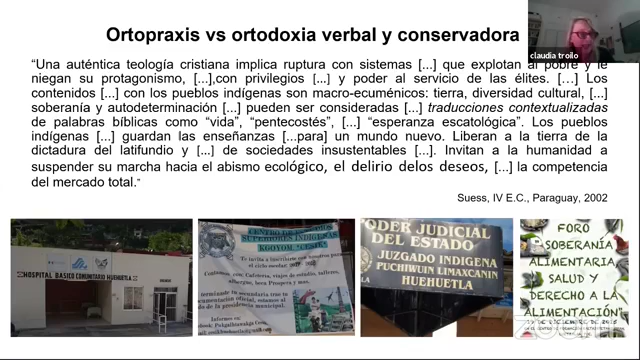 Ortopraxis vs ortodoxia verbal y conservadora
claudia troilo
“Una auténtica teología cristiana implica ruptura con sistemas [...] que explotan al pobre y le
niegan su protagonismo, [...],con privilegios [...] y poder al servicio de las élites. [...] Los
contenidos [...] con los pueblos indígenas son macro-ecuménicos: tierra, diversidad cultural, [...]
soberanía y autodeterminación [...] pueden ser consideradas [...] traducciones contextualizadas
de palabras bíblicas como “vida”, “pentecostés”, [...] “esperanza escatológica”. Los pueblos
indígenas [...] guardan las enseñanzas [...para] un mundo nuevo. Liberan a la tierra de la
dictadura del latifundio y [...] de sociedades insustentables [...]. Invitan a la humanidad a
suspender su marcha hacia el abismo ecológico, el delirio delos deseos, [...] la competencia
del mercado total.”
Suess, IV E.C., Paraguay, 2002
HOSPITAL BASICO COMUNITARIO HUEHUETLA
CENTRO DE ESTUDIOS
SUPERIORES INDÍGENAS
KGOYOM "CESIK"
PODER JUDICIAL
DEL ESTADO
JUZGADO INDIGENA
PUCHIWUIN LIMAXCANIN
HUEHUETLA
FORO
SOBERANÍA
ALIMENTARIA
SALUD Y
DERECHO A LA
ALIMENTACIÓN
zoom